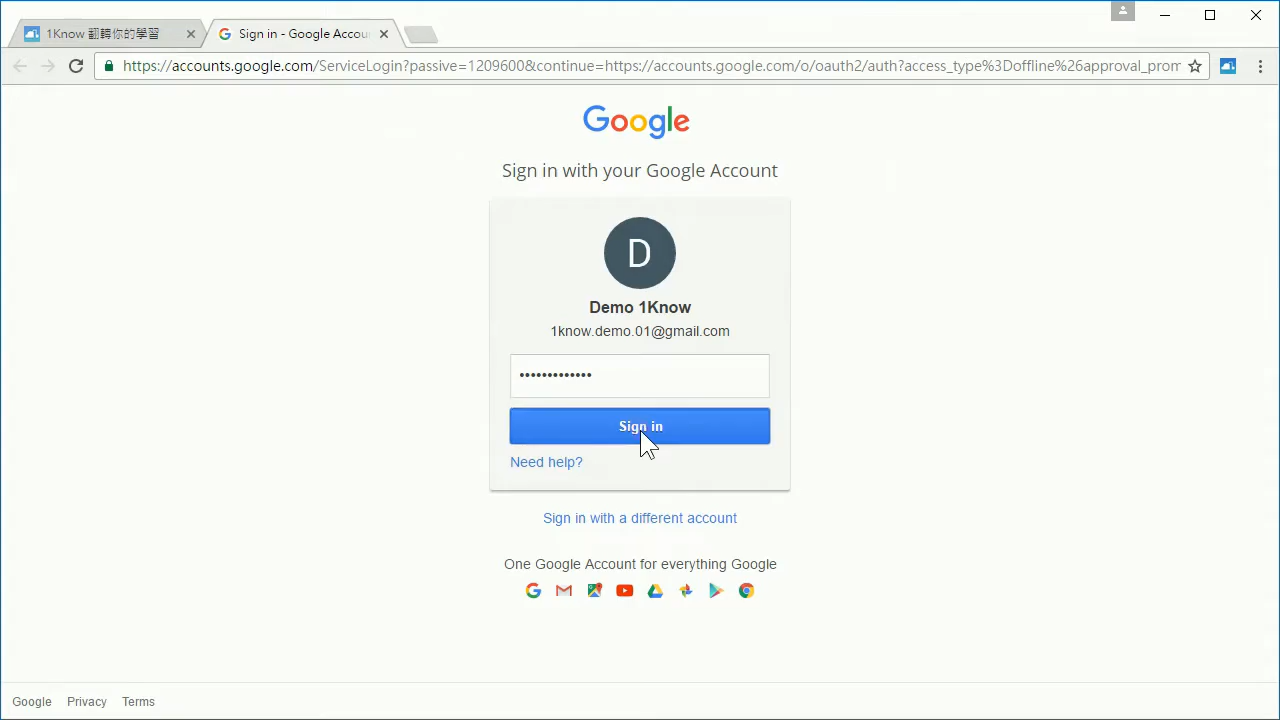 1Know 翻轉你的學習
Sign in - Google Accou
https://accounts.google.com/ServiceLogin?passive=1209600&continue=https://accounts.google.com/o/oauth2/auth?access_type%3Doffline%26approval_prom
Google
Sign in with your Google Account
D
Demo 1Know
1know.demo.01@gmail.com
•••••••••••••
Sign in
Need help?
Sign in with a different account
One Google Account for everything Google
Google Privacy Terms